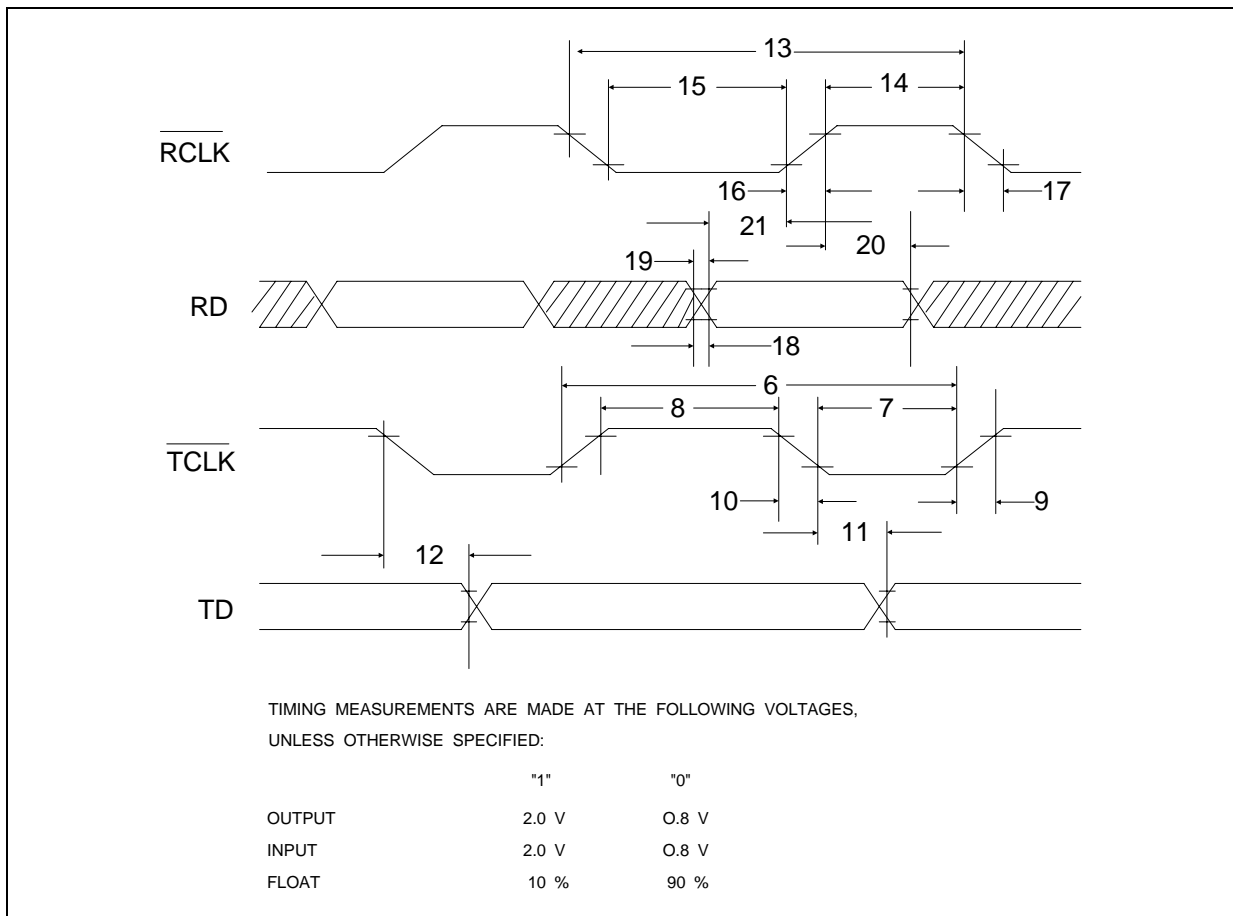 13
15 14
RCLK
16 17
21
20
19
RD
18
6
8 7
TCLK
10 9
11
12
TD
TIMING MEASUREMENTS ARE MADE AT THE FOLLOWING VOLTAGES,
UNLESS OTHERWISE SPECIFIED:
"1" "0"
OUTPUT 2.0 V O.8 V
INPUT 2.0 V O.8 V
FLOAT 10 % 90 %